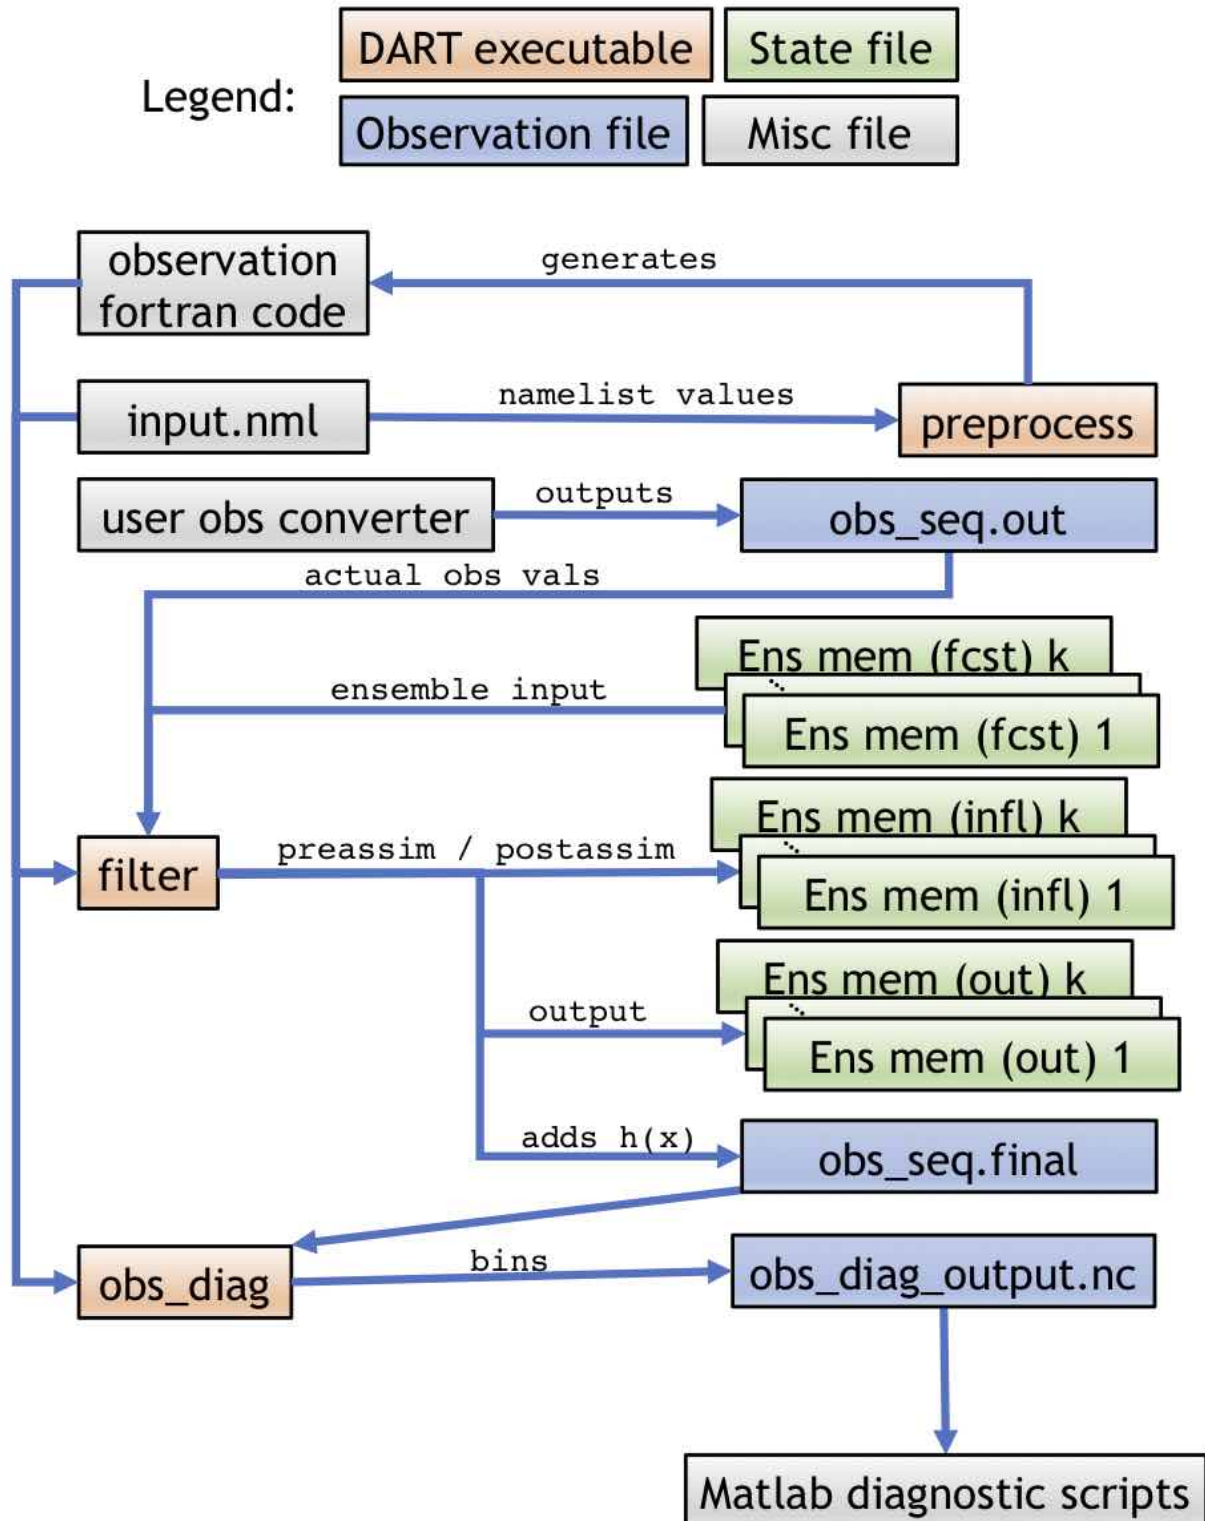 Legend:
DART executable
State file
Observation file
Misc file
observation
fortran code
generates
input.nml
namelist values
preprocess
user obs converter
outputs
obs_seq.out
actual obs vals
Ens mem (fcst) k
ensemble input
Ens mem (fcst) 1
Ens mem (infl) k
filter
preassim / postassim
Ens mem (infl) 1
Ens mem (out) k
output
Ens mem (out) 1
adds h(x)
obs_seq.final
obs_diag
bins
obs_diag_output.nc
Matlab diagnostic scripts